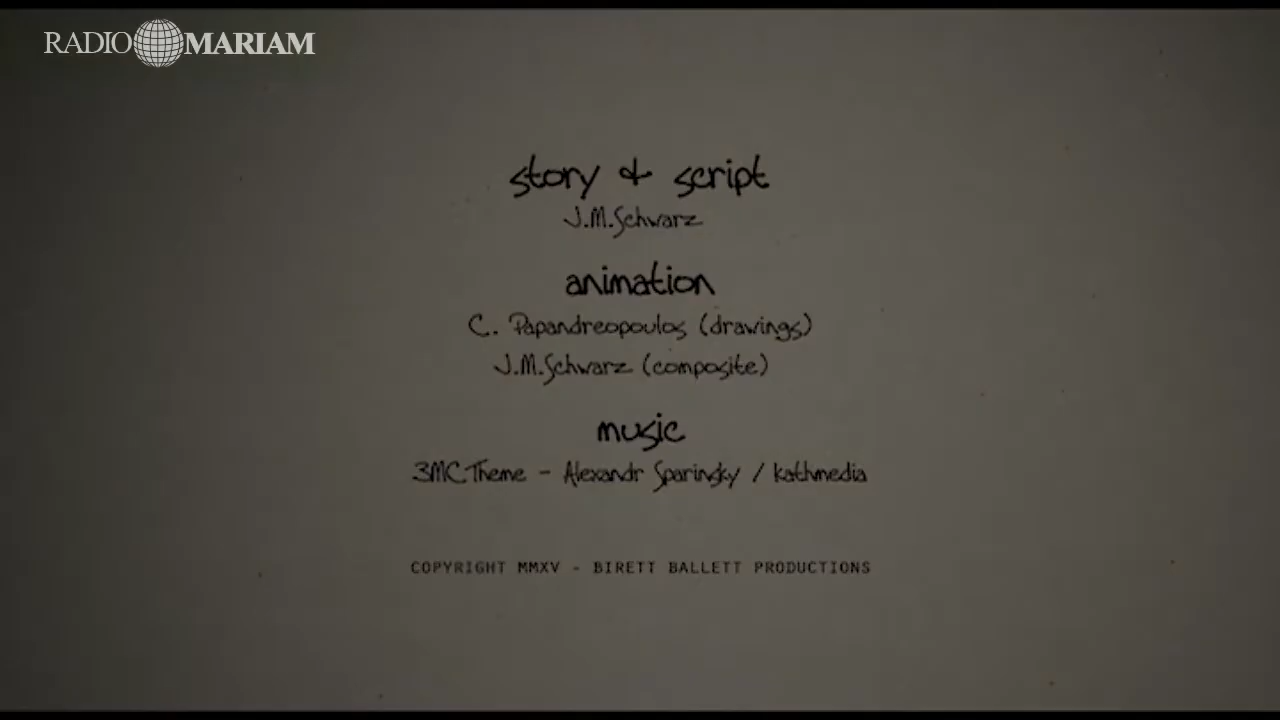 RADIO MARIAM
story & script
J.M.Schwarz
animation
C. Papandreopoulos (drawings)
J.M.Schwarz (composite)
music
3MC Theme - Alexandr Sparinsky / kathmedia
COPYRIGHT MMXV - BIRETT BALLETT PRODUCTIONS